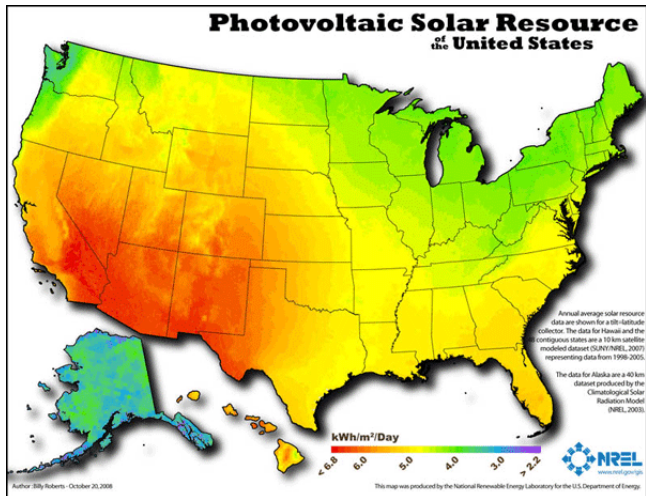 Photovoltaic Solar Resource
of the United States
Annual average solar resource
data are shown for a tilt=latitude
collector. The data for Hawaii and the
48 contiguous states are a 10 km satellite
modeled dataset (SUNY/NREL, 2007)
representing data from 1998-2005.
The data for Alaska are a 40 km
dataset produced by the
Climatological Solar
Radiation Model
(NREL, 2003).
kWh/m²/Day
< 6.8 6.0 5.0 4.0 3.0 > 2.2
NREL
www.nrel.gov/gis
Author : Billy Roberts - October 20, 2008
This map was produced by the National Renewable Energy Laboratory for the U.S. Department of Energy.